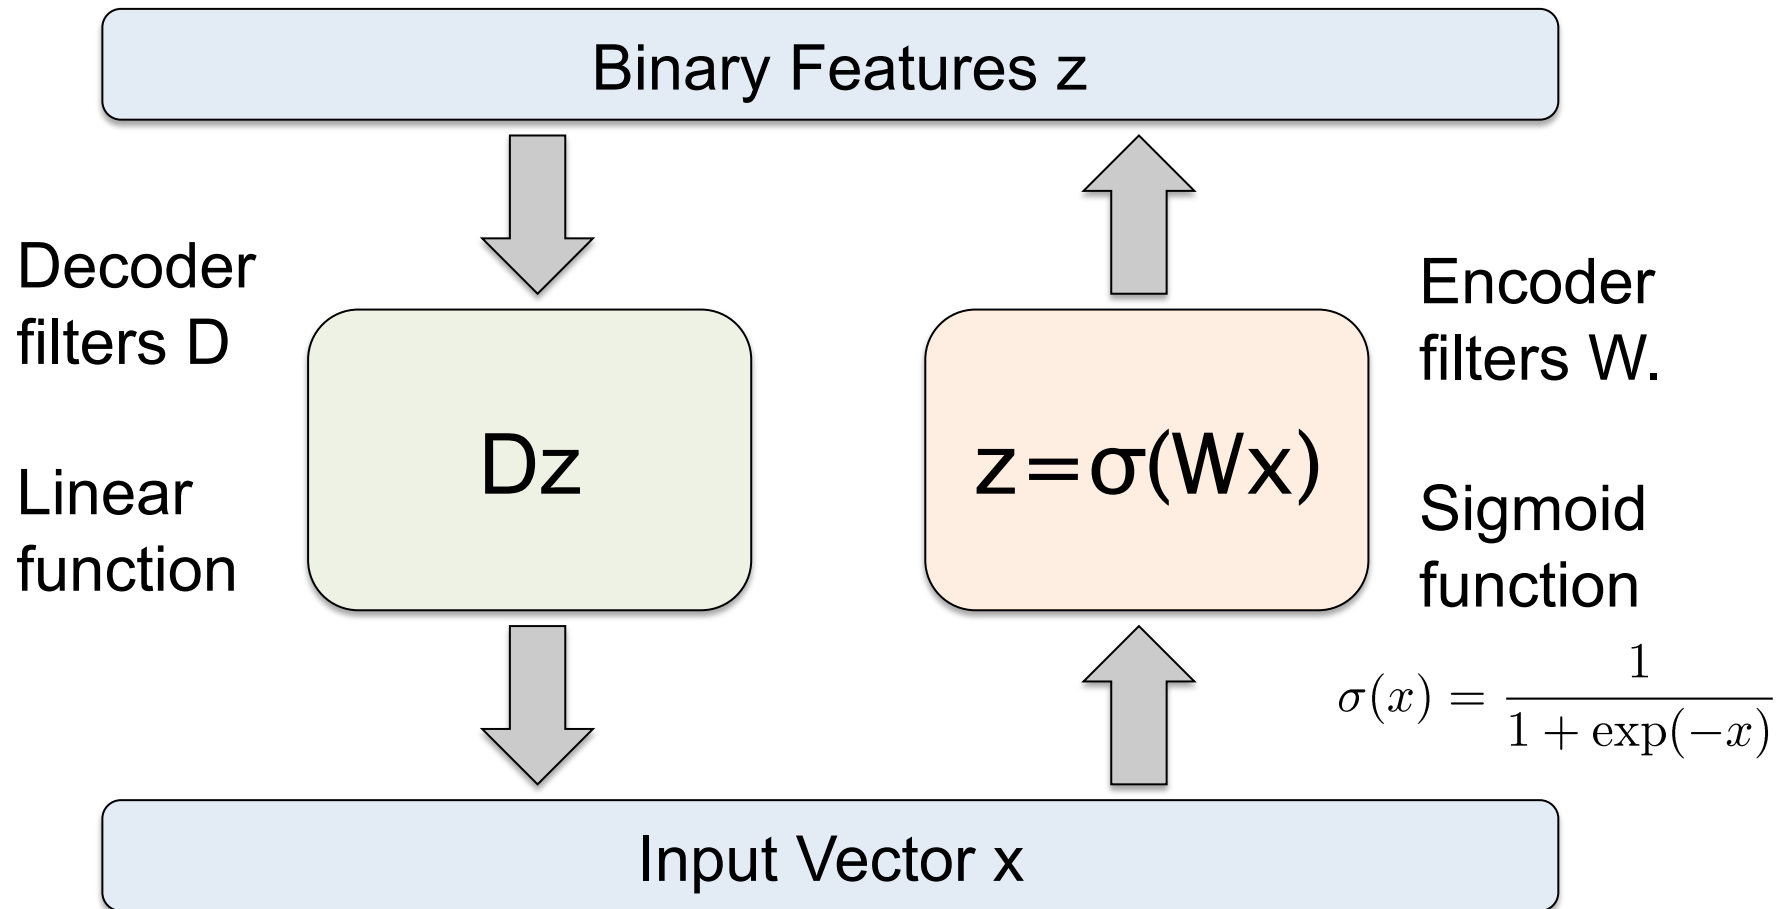 Binary Features z
Decoder
filters D
Linear
function
Dz
z=σ(Wx)
Encoder
filters W.
Sigmoid
function
σ(x) = 1 / (1 + exp(−x))
Input Vector x